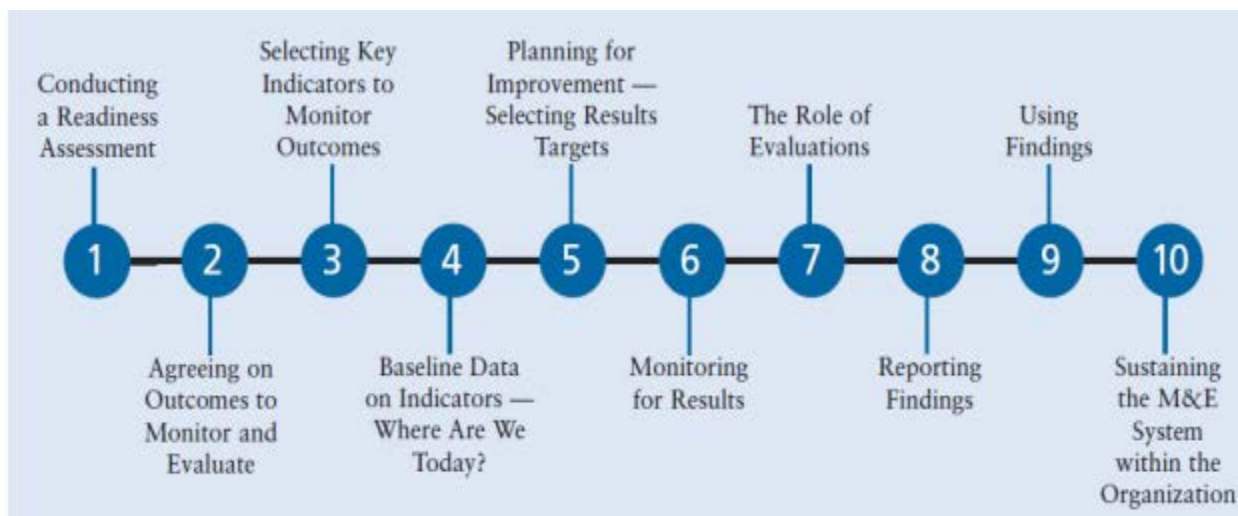 Conducting
a Readiness
Assessment
Selecting Key
Indicators to
Monitor
Outcomes
Planning for
Improvement —
Selecting Results
Targets
The Role of
Evaluations
Using
Findings
1
2
3
4
5
6
7
8
9
10
Agreeing on
Outcomes to
Monitor and
Evaluate
Baseline Data
on Indicators —
Where Are We
Today?
Monitoring
for Results
Reporting
Findings
Sustaining
the M&E
System
within the
Organization